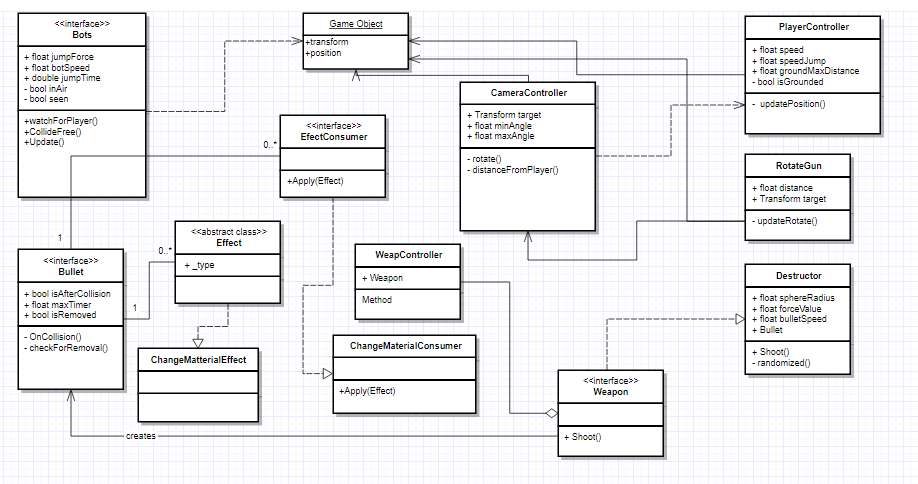 <<interface>>
Bots
+ float jumpForce
+ float botSpeed
+ double jumpTime
- bool inAir
- bool seen
+watchForPlayer()
+CollideFree()
+Update()
Game Object
+transform
+position
PlayerController
+ float speed
+ float speedJump
+ float groundMaxDistance
- bool isGrounded
- updatePosition()
CameraController
+ Transform target
+ float minAngle
+ float maxAngle
- rotate()
- distanceFromPlayer()
<<interface>>
EfectConsumer
+Apply(Effect)
0..*
1
RotateGun
+ float distance
+ Transform target
- updateRotate()
<<abstract class>>
Effect
+ _type
0..*
1
<<interface>>
Bullet
+ bool isAfterCollision
+ float maxTimer
+ bool isRemoved
- OnCollision()
- checkForRemoval()
WeapController
+ Weapon
Method
Destructor
+ float sphereRadius
+ float forceValue
+ float bulletSpeed
+ Bullet
+ Shoot()
- randomized()
ChangeMatterialEffect
ChangeMaterialConsumer
+Apply(Effect)
<<interface>>
Weapon
+ Shoot()
creates